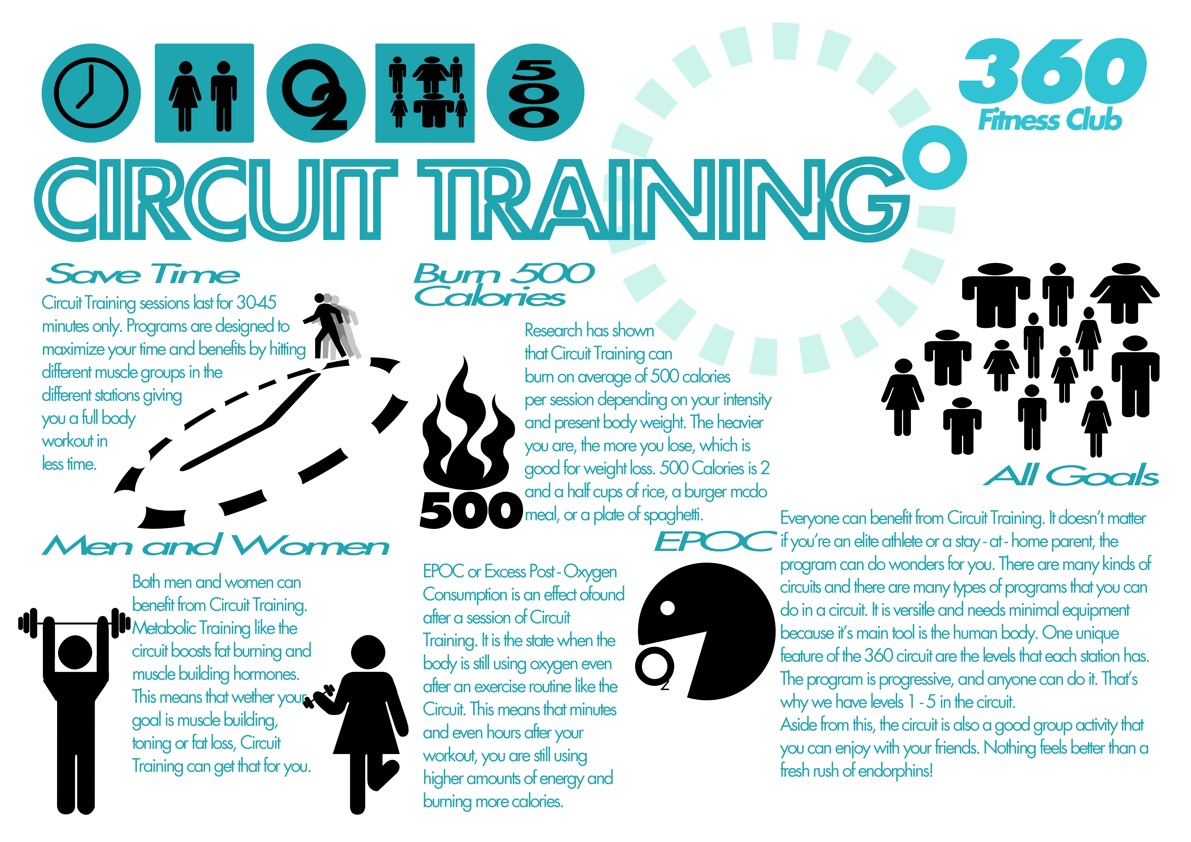 O2
500
360
Fitness Club
CIRCUIT TRAINING
Save Time
Circuit Training sessions last for 30-45
minutes only. Programs are designed to
maximize your time and benefits by hitting
different muscle groups in the
different stations giving
you a full body
workout in
less time.
Burn 500
Calories
Research has shown
that Circuit Training can
burn on average of 500 calories
per session depending on your intensity
and present body weight. The heavier
you are, the more you lose, which is
good for weight loss. 500 Calories is 2
and a half cups of rice, a burger mcdo
meal, or a plate of spaghetti.
500
All Goals
Everyone can benefit from Circuit Training. It doesn't matter
if you're an elite athlete or a stay - at - home parent, the
program can do wonders for you. There are many kinds of
circuits and there are many types of programs that you can
do in a circuit. It is versitle and needs minimal equipment
because it's main tool is the human body. One unique
feature of the 360 circuit are the levels that each station has.
The program is progressive, and anyone can do it. That's
why we have levels 1 - 5 in the circuit.
Aside from this, the circuit is also a good group activity that
you can enjoy with your friends. Nothing feels better than a
fresh rush of endorphins!
Men and Women
Both men and women can
benefit from Circuit Training.
Metabolic Training like the
circuit boosts fat burning and
muscle building hormones.
This means that wether your
goal is muscle building,
toning or fat loss, Circuit
Training can get that for you.
EPOC
EPOC or Excess Post - Oxygen
Consumption is an effect ofound
after a session of Circuit
Training. It is the state when the
body is still using oxygen even
after an exercise routine like the
Circuit. This means that minutes
and even hours after your
workout, you are still using
higher amounts of energy and
burning more calories.
O2